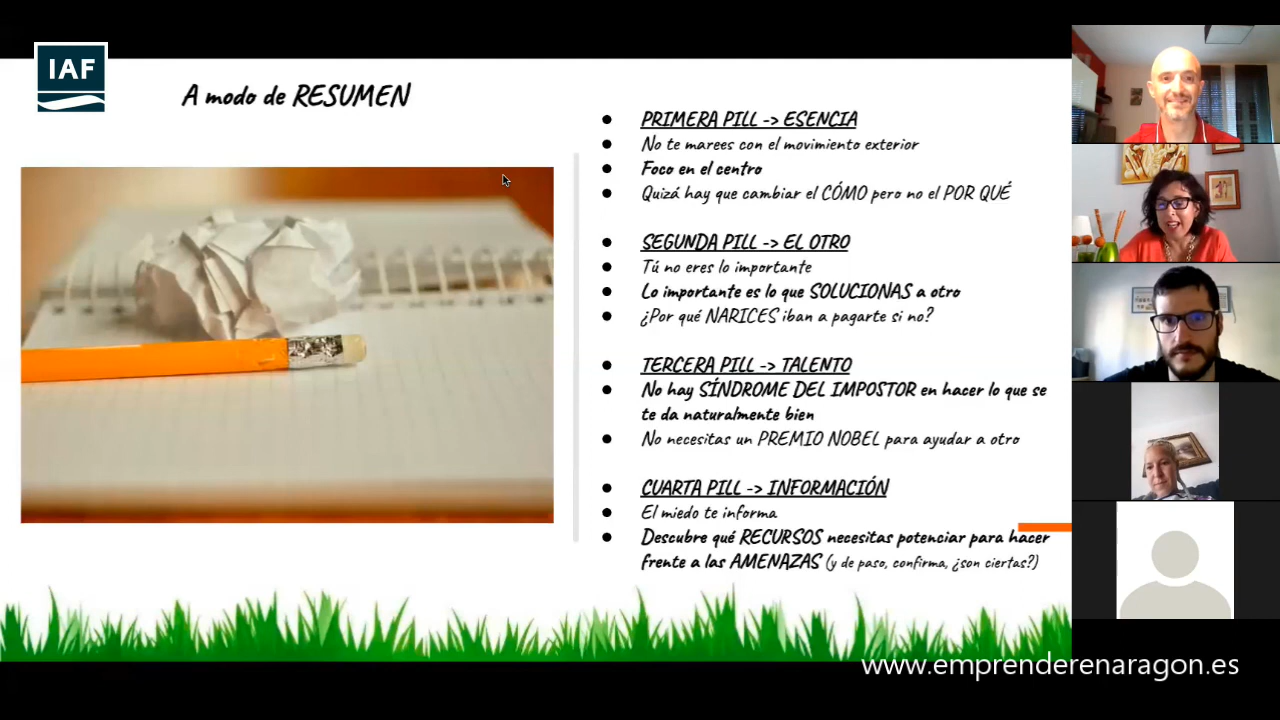 IAF
A modo de RESUMEN
PRIMERA PILL -> ESENCIA
No te marees con el movimiento exterior
Foco en el centro
Quizá hay que cambiar el CÓMO pero no el POR QUÉ
SEGUNDA PILL -> EL OTRO
Tú no eres lo importante
Lo importante es lo que SOLUCIONAS a otro
¿Por qué NARICES iban a pagarte si no?
TERCERA PILL -> TALENTO
No hay SÍNDROME DEL IMPOSTOR en hacer lo que se
te da naturalmente bien
No necesitas un PREMIO NOBEL para ayudar a otro
CUARTA PILL -> INFORMACIÓN
El miedo te informa
Descubre qué RECURSOS necesitas potenciar para hacer
frente a las AMENAZAS (y de paso, confirma, ¿son ciertas?)
www.emprenderenaragon.es